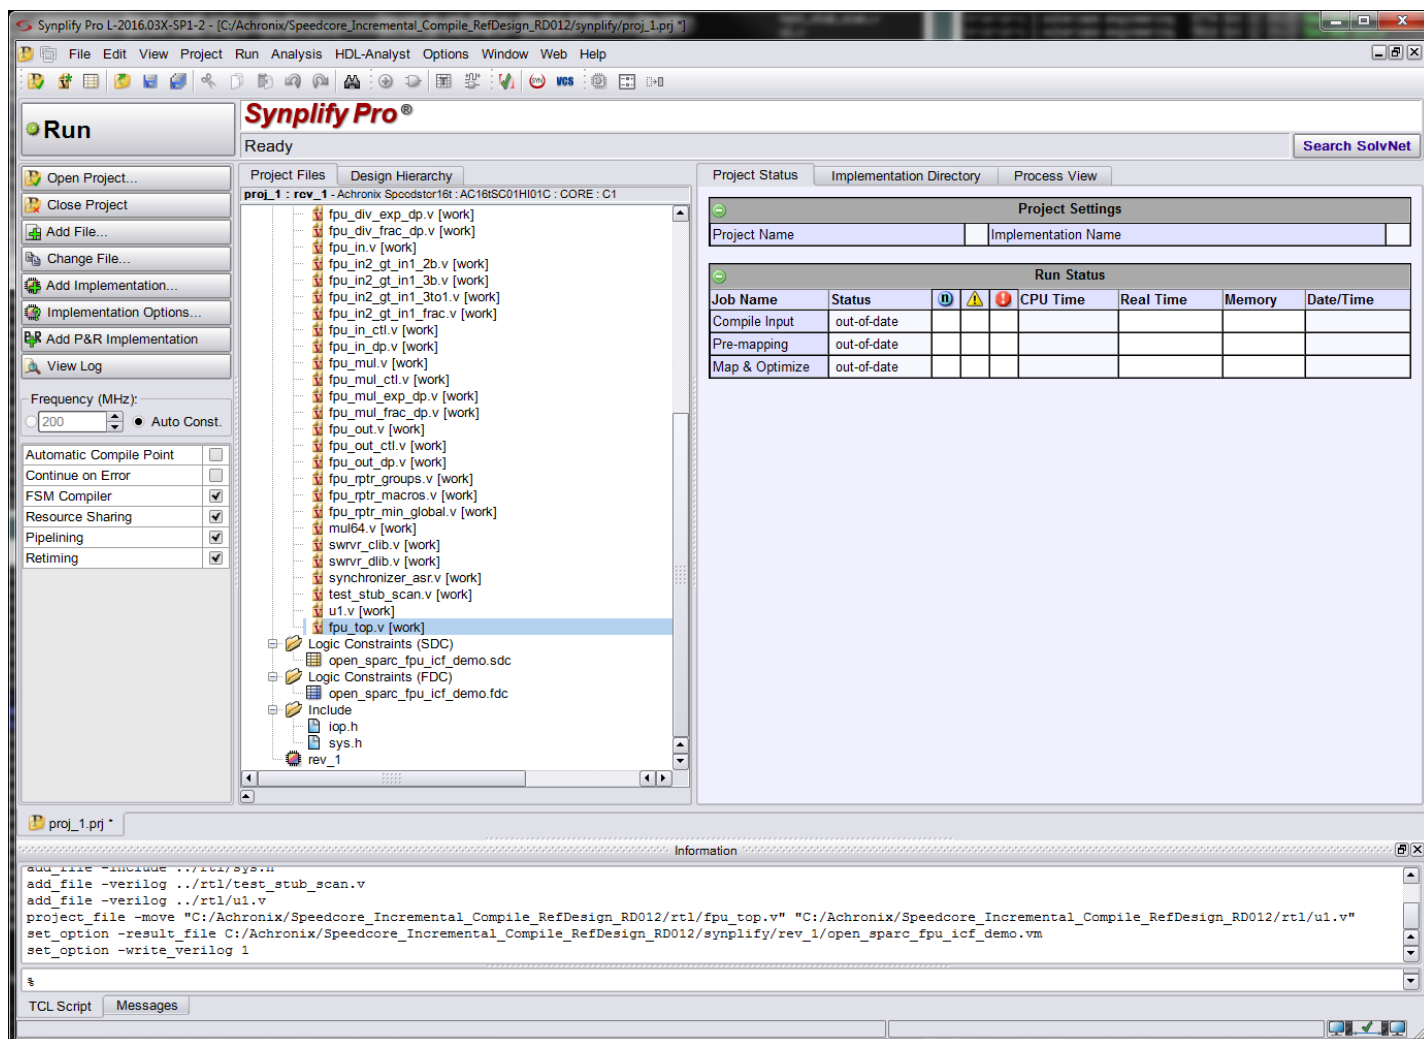 Synplify Pro L-2016.03X-SP1-2 - [C:/Achronix/Speedcore_Incremental_Compile_RefDesign_RD012/synplify/proj_1.prj *]
File Edit View Project Run Analysis HDL-Analyst Options Window Web Help
VCS
Run
Synplify Pro®
Ready
Search SolvNet
Open Project...
Close Project
Add File...
Change File...
Add Implementation...
Implementation Options...
Add P&R Implementation
View Log
Frequency (MHz):
200
Auto Const.
Automatic Compile Point
Continue on Error
FSM Compiler
Resource Sharing
Pipelining
Retiming
Project Files Design Hierarchy
proj_1 : rev_1 - Achronix Speedster16t : AC16tSC01HI01C : CORE : C1
fpu_div_exp_dp.v [work]
fpu_div_frac_dp.v [work]
fpu_in.v [work]
fpu_in2_gt_in1_2b.v [work]
fpu_in2_gt_in1_3b.v [work]
fpu_in2_gt_in1_3to1.v [work]
fpu_in2_gt_in1_frac.v [work]
fpu_in_ctl.v [work]
fpu_in_dp.v [work]
fpu_mul.v [work]
fpu_mul_ctl.v [work]
fpu_mul_exp_dp.v [work]
fpu_mul_frac_dp.v [work]
fpu_out.v [work]
fpu_out_ctl.v [work]
fpu_out_dp.v [work]
fpu_rptr_groups.v [work]
fpu_rptr_macros.v [work]
fpu_rptr_min_global.v [work]
mul64.v [work]
swrvr_clib.v [work]
swrvr_dlib.v [work]
synchronizer_asr.v [work]
test_stub_scan.v [work]
u1.v [work]
fpu_top.v [work]
Logic Constraints (SDC)
open_sparc_fpu_icf_demo.sdc
Logic Constraints (FDC)
open_sparc_fpu_icf_demo.fdc
Include
iop.h
sys.h
rev_1
Project Status Implementation Directory Process View
Project Settings
Project Name Implementation Name
Run Status
Job Name Status CPU Time Real Time Memory Date/Time
Compile Input out-of-date
Pre-mapping out-of-date
Map & Optimize out-of-date
proj_1.prj *
Information
add_file -include ../rtl/sys.h
add_file -verilog ../rtl/test_stub_scan.v
add_file -verilog ../rtl/u1.v
project_file -move "C:/Achronix/Speedcore_Incremental_Compile_RefDesign_RD012/rtl/fpu_top.v" "C:/Achronix/Speedcore_Incremental_Compile_RefDesign_RD012/rtl/u1.v"
set_option -result_file C:/Achronix/Speedcore_Incremental_Compile_RefDesign_RD012/synplify/rev_1/open_sparc_fpu_icf_demo.vm
set_option -write_verilog 1
%
TCL Script Messages